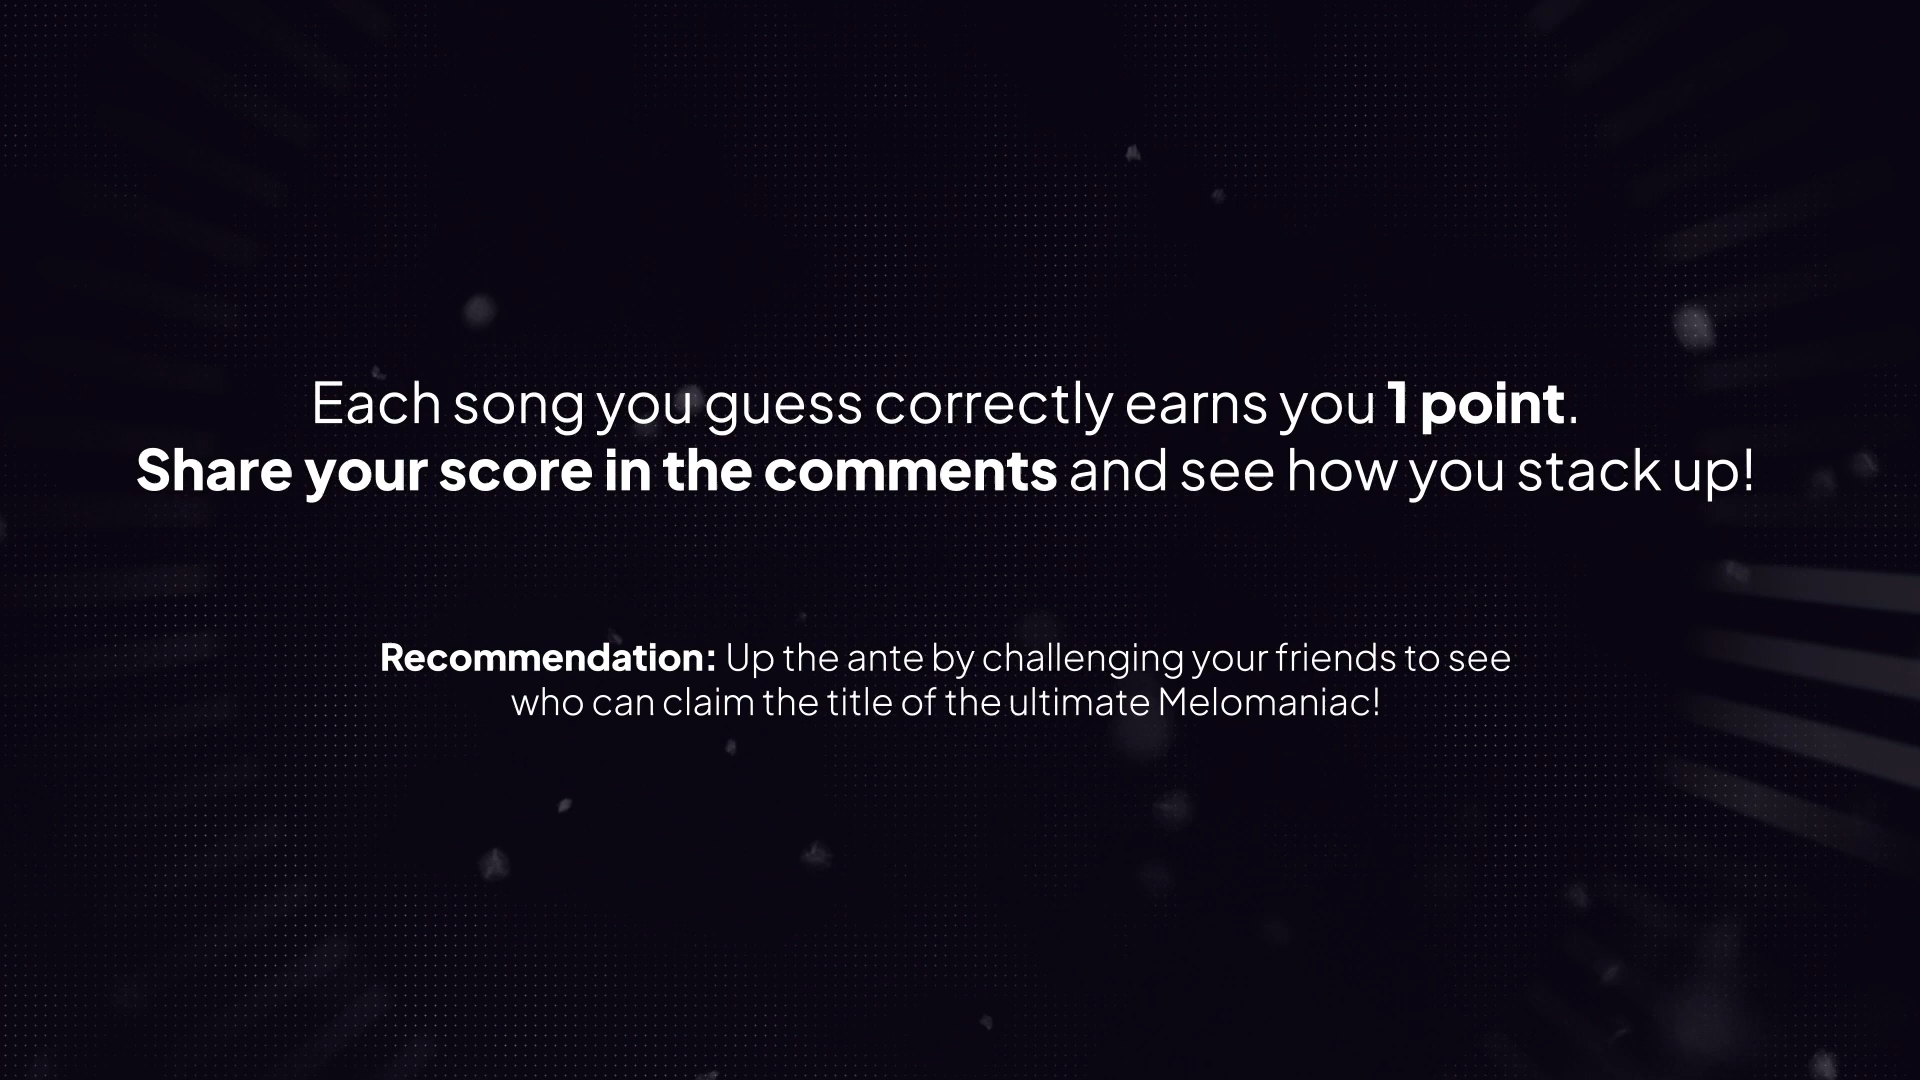 Each song you guess correctly earns you 1 point.
Share your score in the comments and see how you stack up!
Recommendation: Up the ante by challenging your friends to see
who can claim the title of the ultimate Melomaniac!